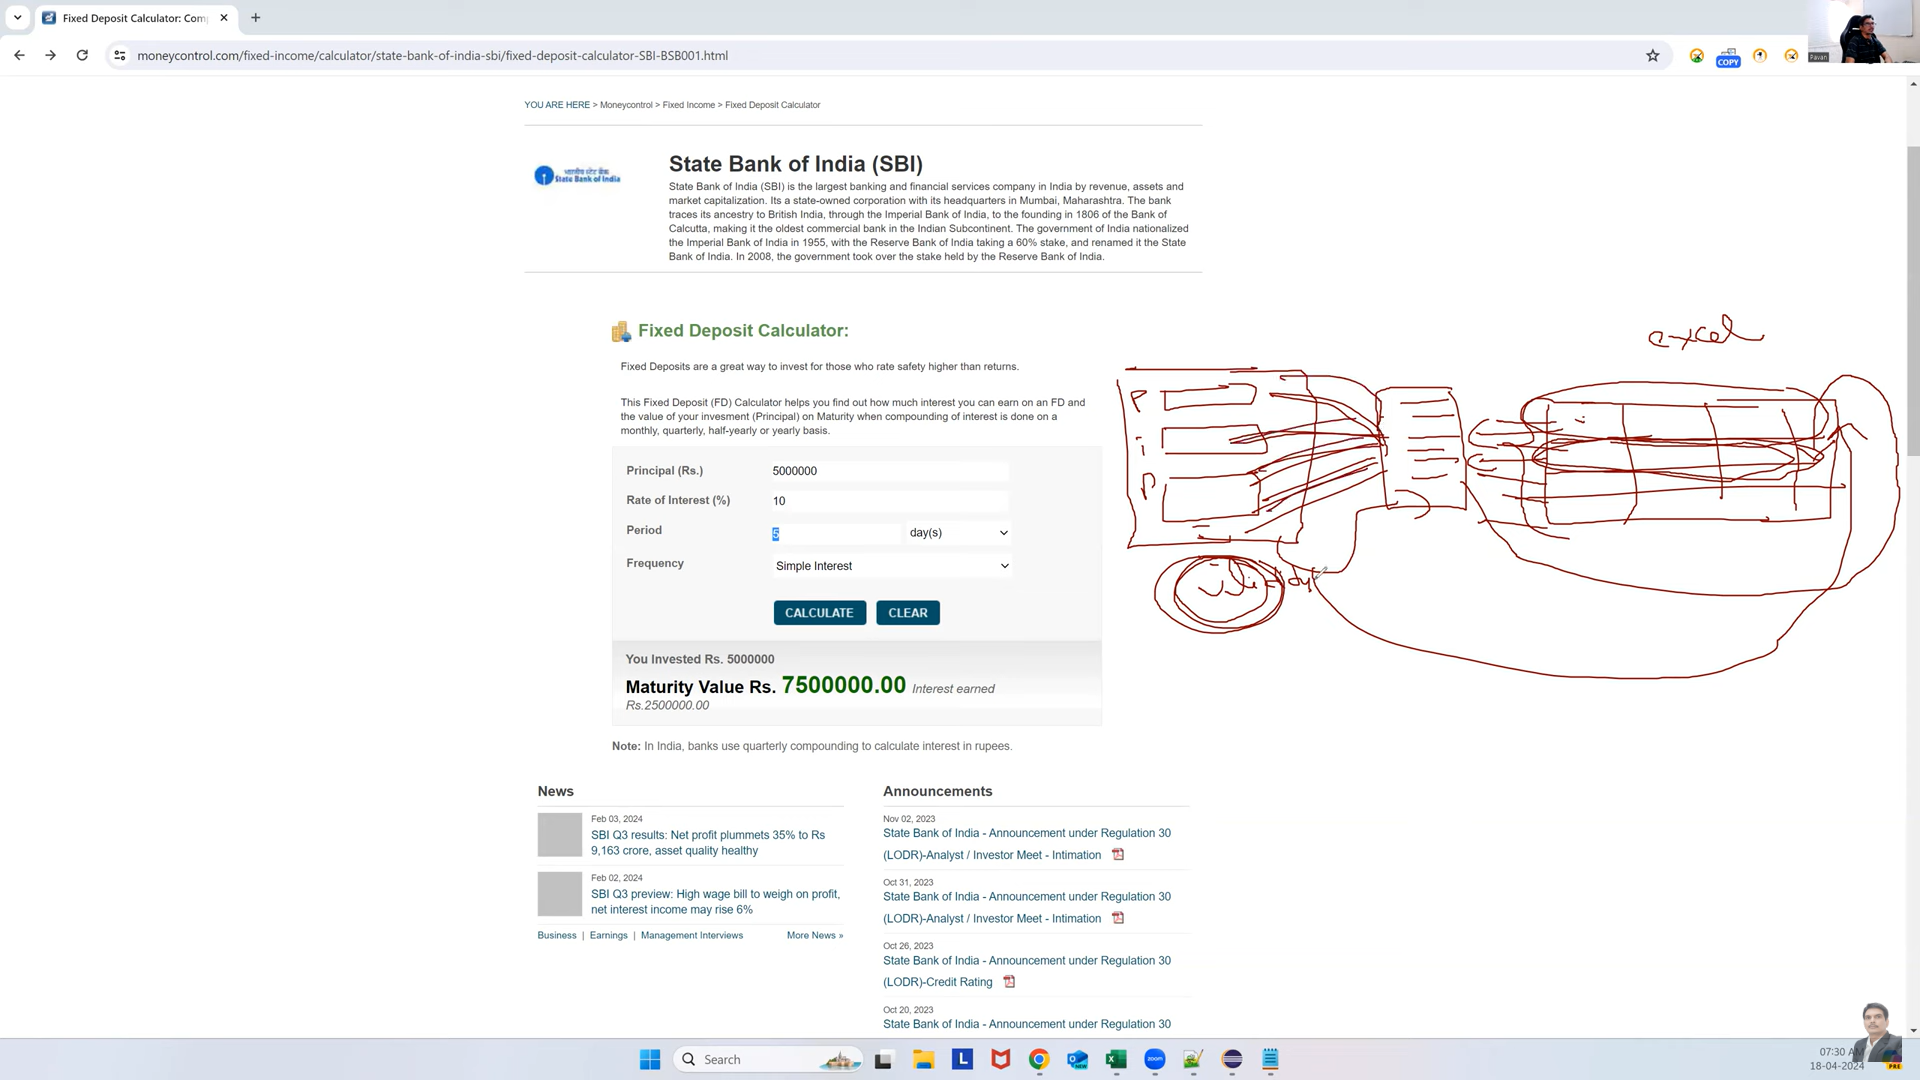 Fixed Deposit Calculator: Com
moneycontrol.com/fixed-income/calculator/state-bank-of-india-sbi/fixed-deposit-calculator-SBI-BSB001.html
COPY
Pavan
YOU ARE HERE > Moneycontrol > Fixed Income > Fixed Deposit Calculator
भारतीय स्टेट बैंक
State Bank of India
State Bank of India (SBI)
State Bank of India (SBI) is the largest banking and financial services company in India by revenue, assets and
market capitalization. Its a state-owned corporation with its headquarters in Mumbai, Maharashtra. The bank
traces its ancestry to British India, through the Imperial Bank of India, to the founding in 1806 of the Bank of
Calcutta, making it the oldest commercial bank in the Indian Subcontinent. The government of India nationalized
the Imperial Bank of India in 1955, with the Reserve Bank of India taking a 60% stake, and renamed it the State
Bank of India. In 2008, the government took over the stake held by the Reserve Bank of India.
Fixed Deposit Calculator:
Fixed Deposits are a great way to invest for those who rate safety higher than returns.
This Fixed Deposit (FD) Calculator helps you find out how much interest you can earn on an FD and
the value of your invesment (Principal) on Maturity when compounding of interest is done on a
monthly, quarterly, half-yearly or yearly basis.
Principal (Rs.) 5000000
Rate of Interest (%) 10
Period 5 day(s)
Frequency Simple Interest
CALCULATE CLEAR
You Invested Rs. 5000000
Maturity Value Rs. 7500000.00 Interest earned
Rs.2500000.00
Note: In India, banks use quarterly compounding to calculate interest in rupees.
excel
P
i
P
News
Feb 03, 2024
SBI Q3 results: Net profit plummets 35% to Rs
9,163 crore, asset quality healthy
Feb 02, 2024
SBI Q3 preview: High wage bill to weigh on profit,
net interest income may rise 6%
Business | Earnings | Management Interviews More News »
Announcements
Nov 02, 2023
State Bank of India - Announcement under Regulation 30
(LODR)-Analyst / Investor Meet - Intimation
Oct 31, 2023
State Bank of India - Announcement under Regulation 30
(LODR)-Analyst / Investor Meet - Intimation
Oct 26, 2023
State Bank of India - Announcement under Regulation 30
(LODR)-Credit Rating
Oct 20, 2023
State Bank of India - Announcement under Regulation 30
Search
L
zoom
07:30 A
18-04-2024
PRE